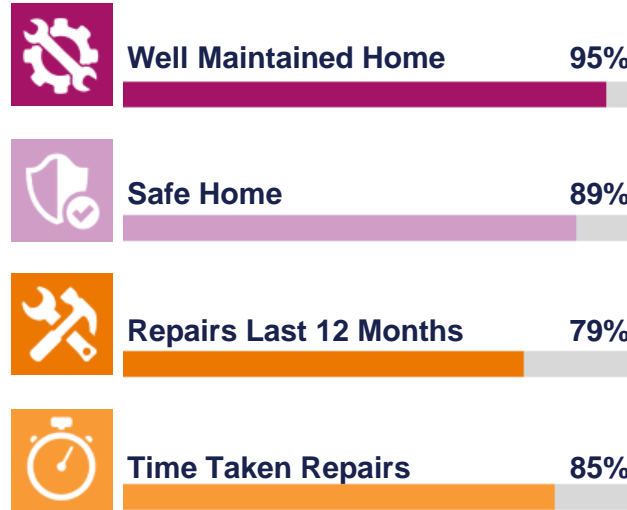 Well Maintained Home 95%
Safe Home 89%
Repairs Last 12 Months 79%
Time Taken Repairs 85%